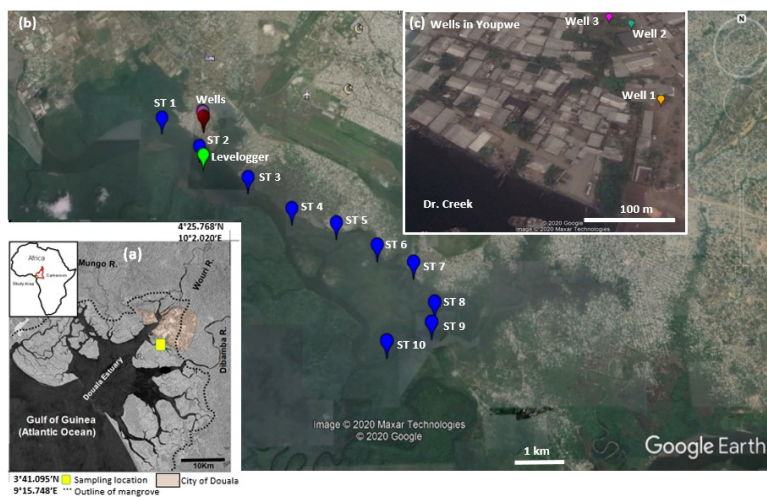 (b)
(c) Wells in Youpwe
Well 3
Well 2
Well 1
Dr. Creek
© 2020 Google
Image © 2020 Maxar Technologies
100 m
N
ST 1
Wells
ST 2
Levelogger
ST 3
ST 4
ST 5
ST 6
ST 7
ST 8
ST 9
ST 10
4°25.768'N
10°2.020'E
(a)
Africa
Cameroon
Study Area
Mungo R.
Wouri R.
Dibamba R.
Douala Estuary
Gulf of Guinea
(Atlantic Ocean)
10Km
3°41.095'N
9°15.748'E
Sampling location
City of Douala
Outline of mangrove
Image © 2020 Maxar Technologies
© 2020 Google
1 km
Google Earth